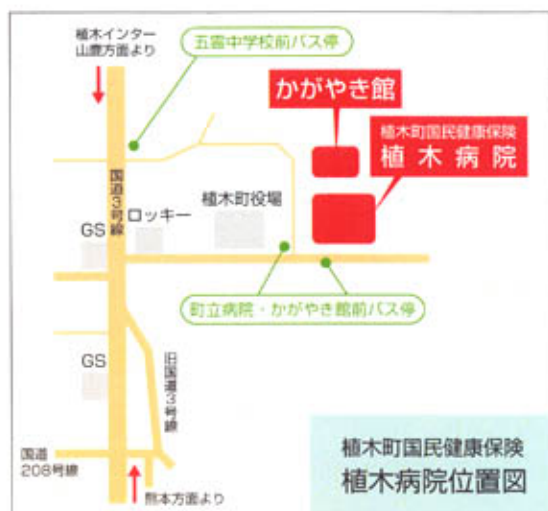 植木インター
山鹿方面より
五霊中学校前バス停
かがやき館
植木町国民健康保険
植木病院
国道3号線
ロッキー
植木町役場
GS
町立病院・かがやき館前バス停
GS
旧国道3号線
国道
208号線
熊本方面より
植木町国民健康保険
植木病院位置図